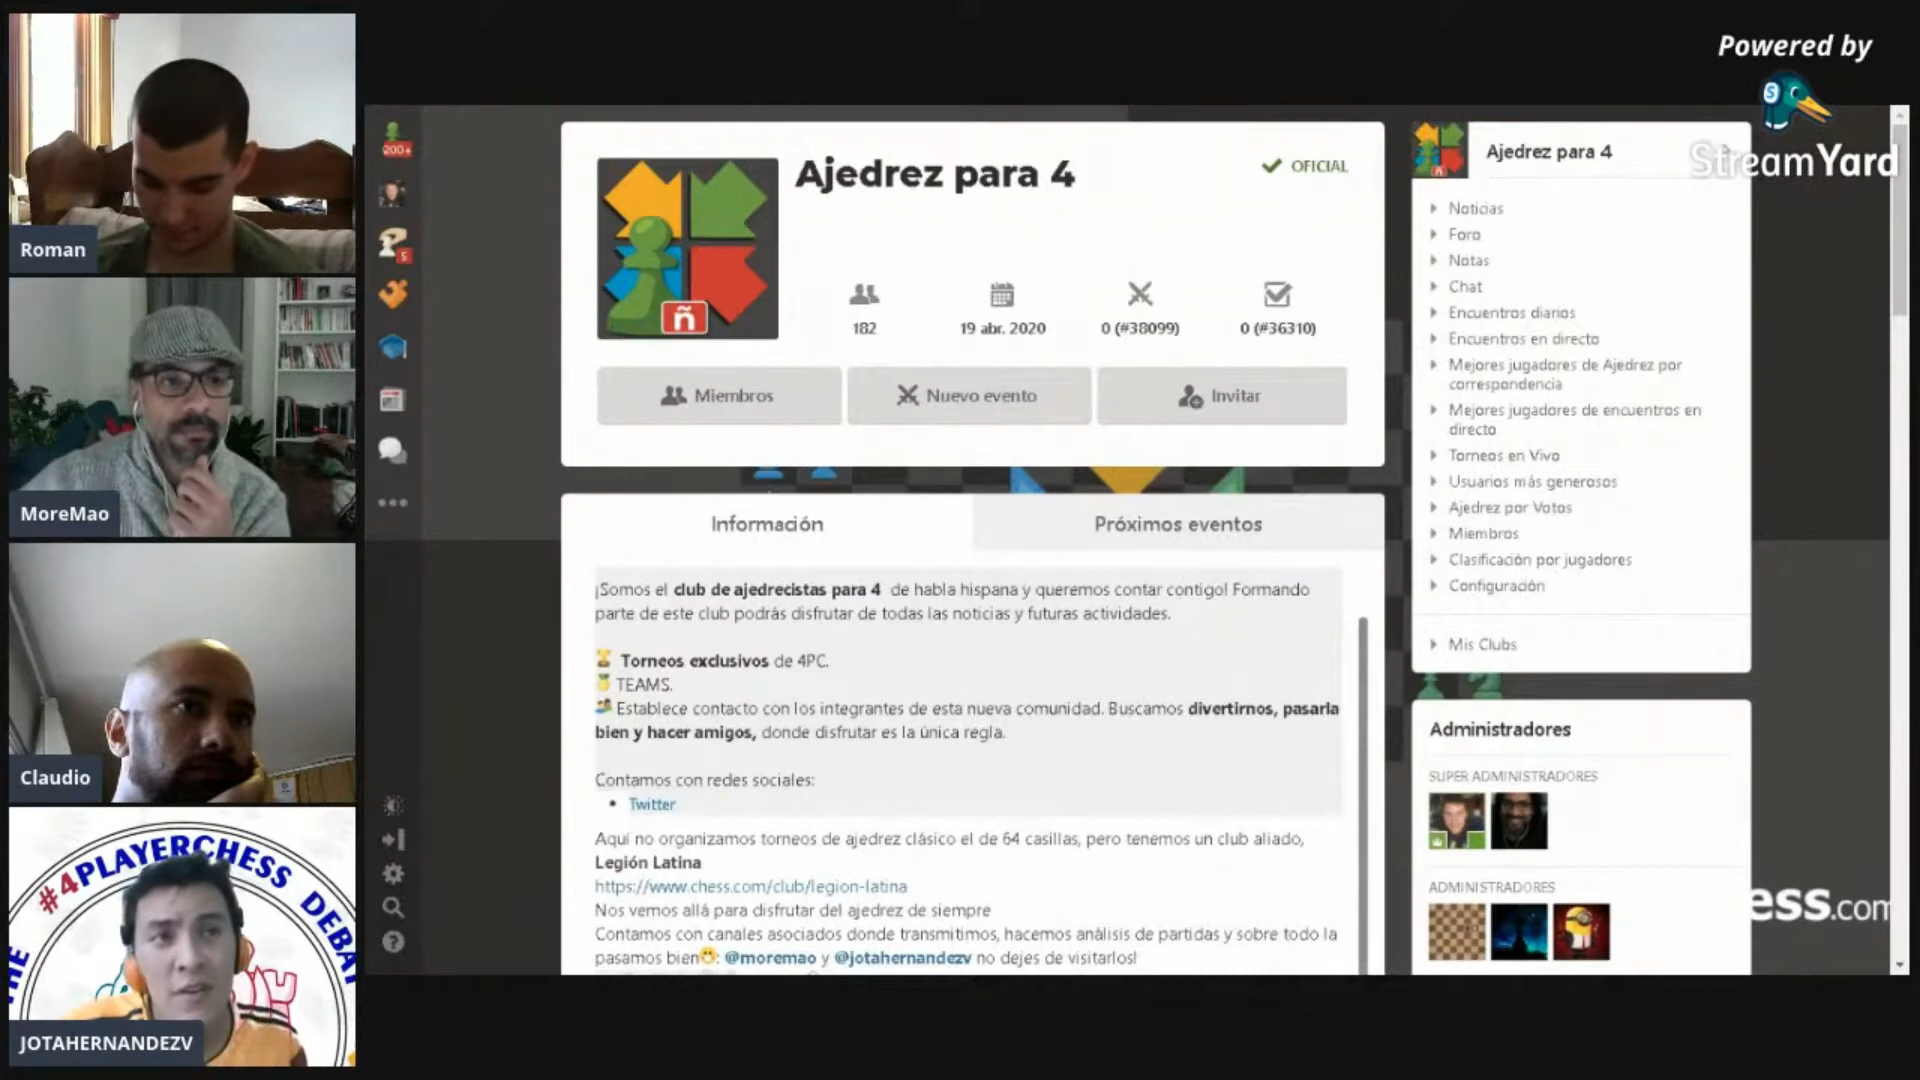 Powered by
StreamYard
Roman
MoreMao
Claudio
#4PLAYERCHESS DEBAT
THE
JOTAHERNANDEZV
200+
5
Ajedrez para 4
OFICIAL
ñ
182
19 abr. 2020
0 (#38099)
0 (#36310)
Miembros
Nuevo evento
Invitar
Información
Próximos eventos
¡Somos el club de ajedrecistas para 4 de habla hispana y queremos contar contigo! Formando
parte de este club podrás disfrutar de todas las noticias y futuras actividades.
Torneos exclusivos de 4PC.
TEAMS.
Establece contacto con los integrantes de esta nueva comunidad. Buscamos divertirnos, pasarla
bien y hacer amigos, donde disfrutar es la única regla.
Contamos con redes sociales:
• Twitter
Aquí no organizamos torneos de ajedrez clásico el de 64 casillas, pero tenemos un club aliado,
Legión Latina
https://www.chess.com/club/legion-latina
Nos vemos allá para disfrutar del ajedrez de siempre
Contamos con canales asociados donde transmitimos, hacemos análisis de partidas y sobre todo la
pasamos bien: @moremao y @jotahernandezv no dejes de visitarlos!
Ajedrez para 4
Noticias
Foro
Notas
Chat
Encuentros diarios
Encuentros en directo
Mejores jugadores de Ajedrez por
correspondencia
Mejores jugadores de encuentros en
directo
Torneos en Vivo
Usuarios más generosos
Ajedrez por Votos
Miembros
Clasificación por jugadores
Configuración
Mis Clubs
Administradores
SUPER ADMINISTRADORES
ADMINISTRADORES
ess.com